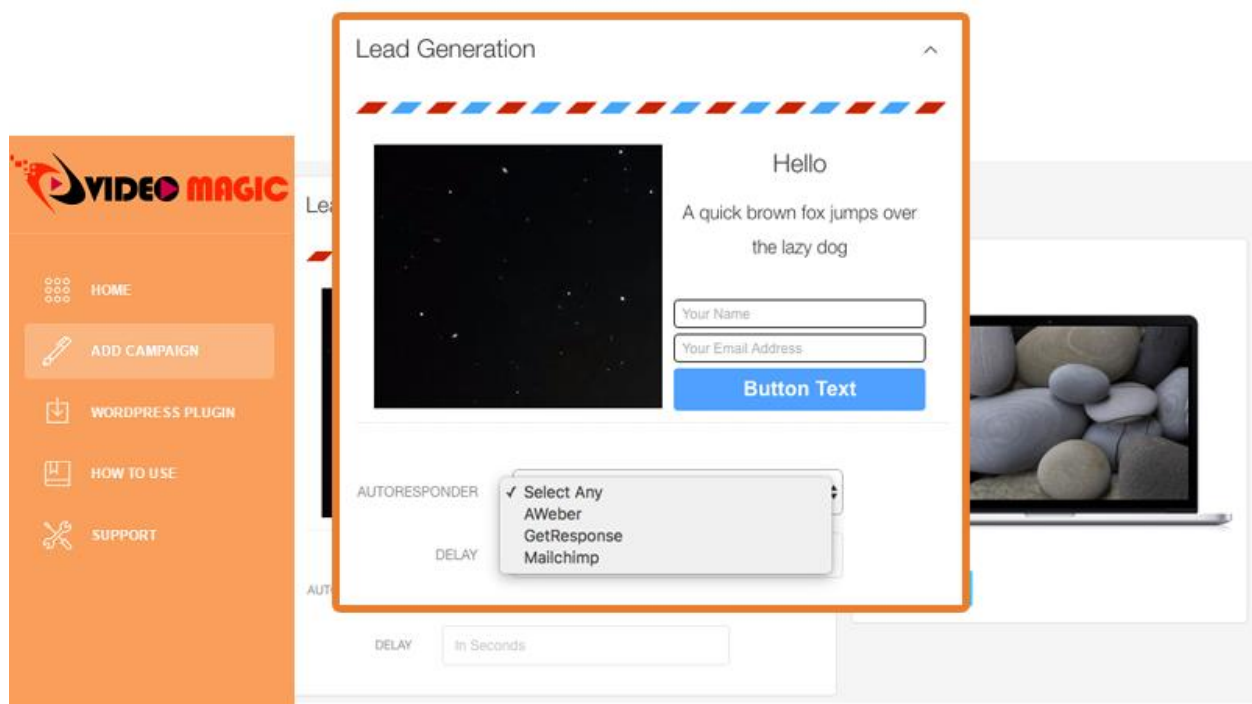 VIDEO MAGIC
HOME
ADD CAMPAIGN
WORDPRESS PLUGIN
HOW TO USE
SUPPORT
Lead Generation
Hello
A quick brown fox jumps over
the lazy dog
Your Name
Your Email Address
Button Text
AUTORESPONDER
✓ Select Any
AWeber
GetResponse
Mailchimp
DELAY
Lea
AUT
DELAY
In Seconds